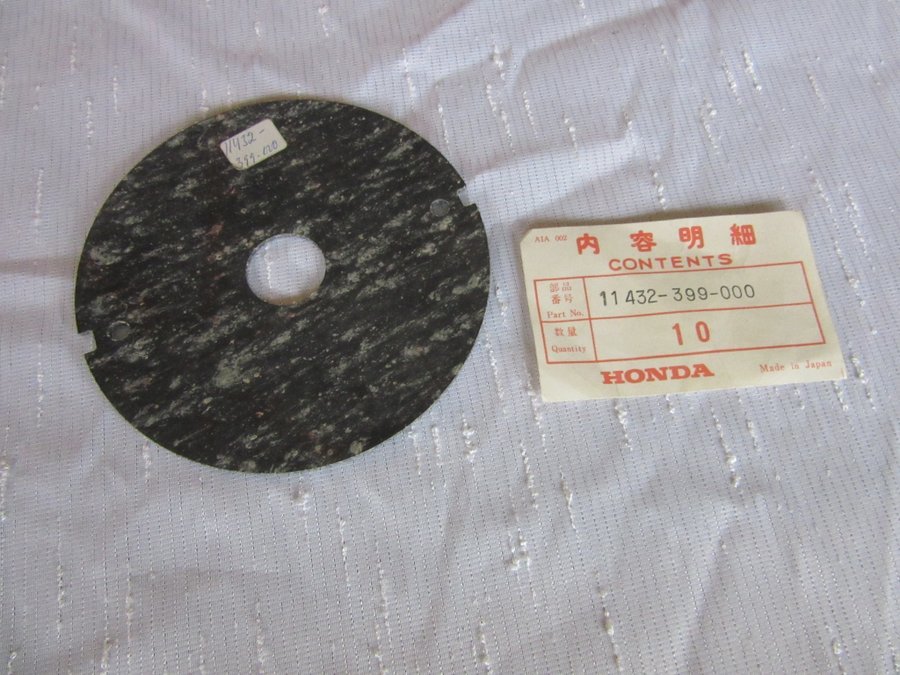 11432-
399-000
AIA 002
内容明細
CONTENTS
部品
番号
Part No.
11432-399-000
数量
Quantity
10
HONDA
Made in Japan